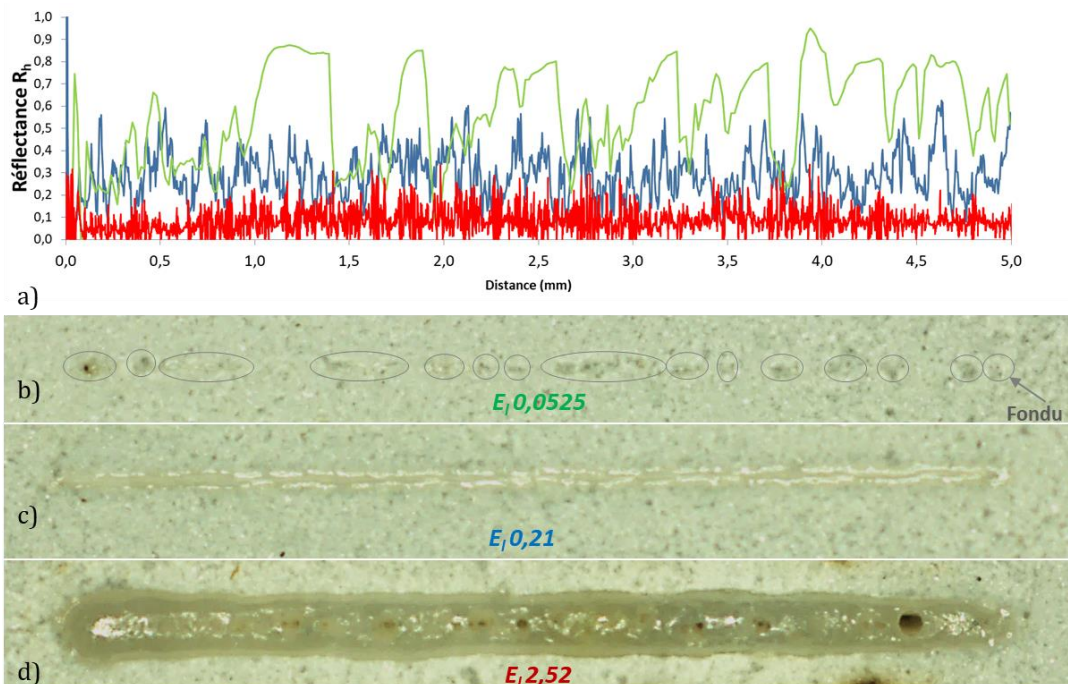 Réflectance Rh
1,0
0,9
0,8
0,7
0,6
0,5
0,4
0,3
0,2
0,1
0,0
0,0 0,5 1,0 1,5 2,0 2,5 3,0 3,5 4,0 4,5 5,0
Distance (mm)
a)
b)
El 0,0525
Fondu
c)
El 0,21
d)
El 2,52